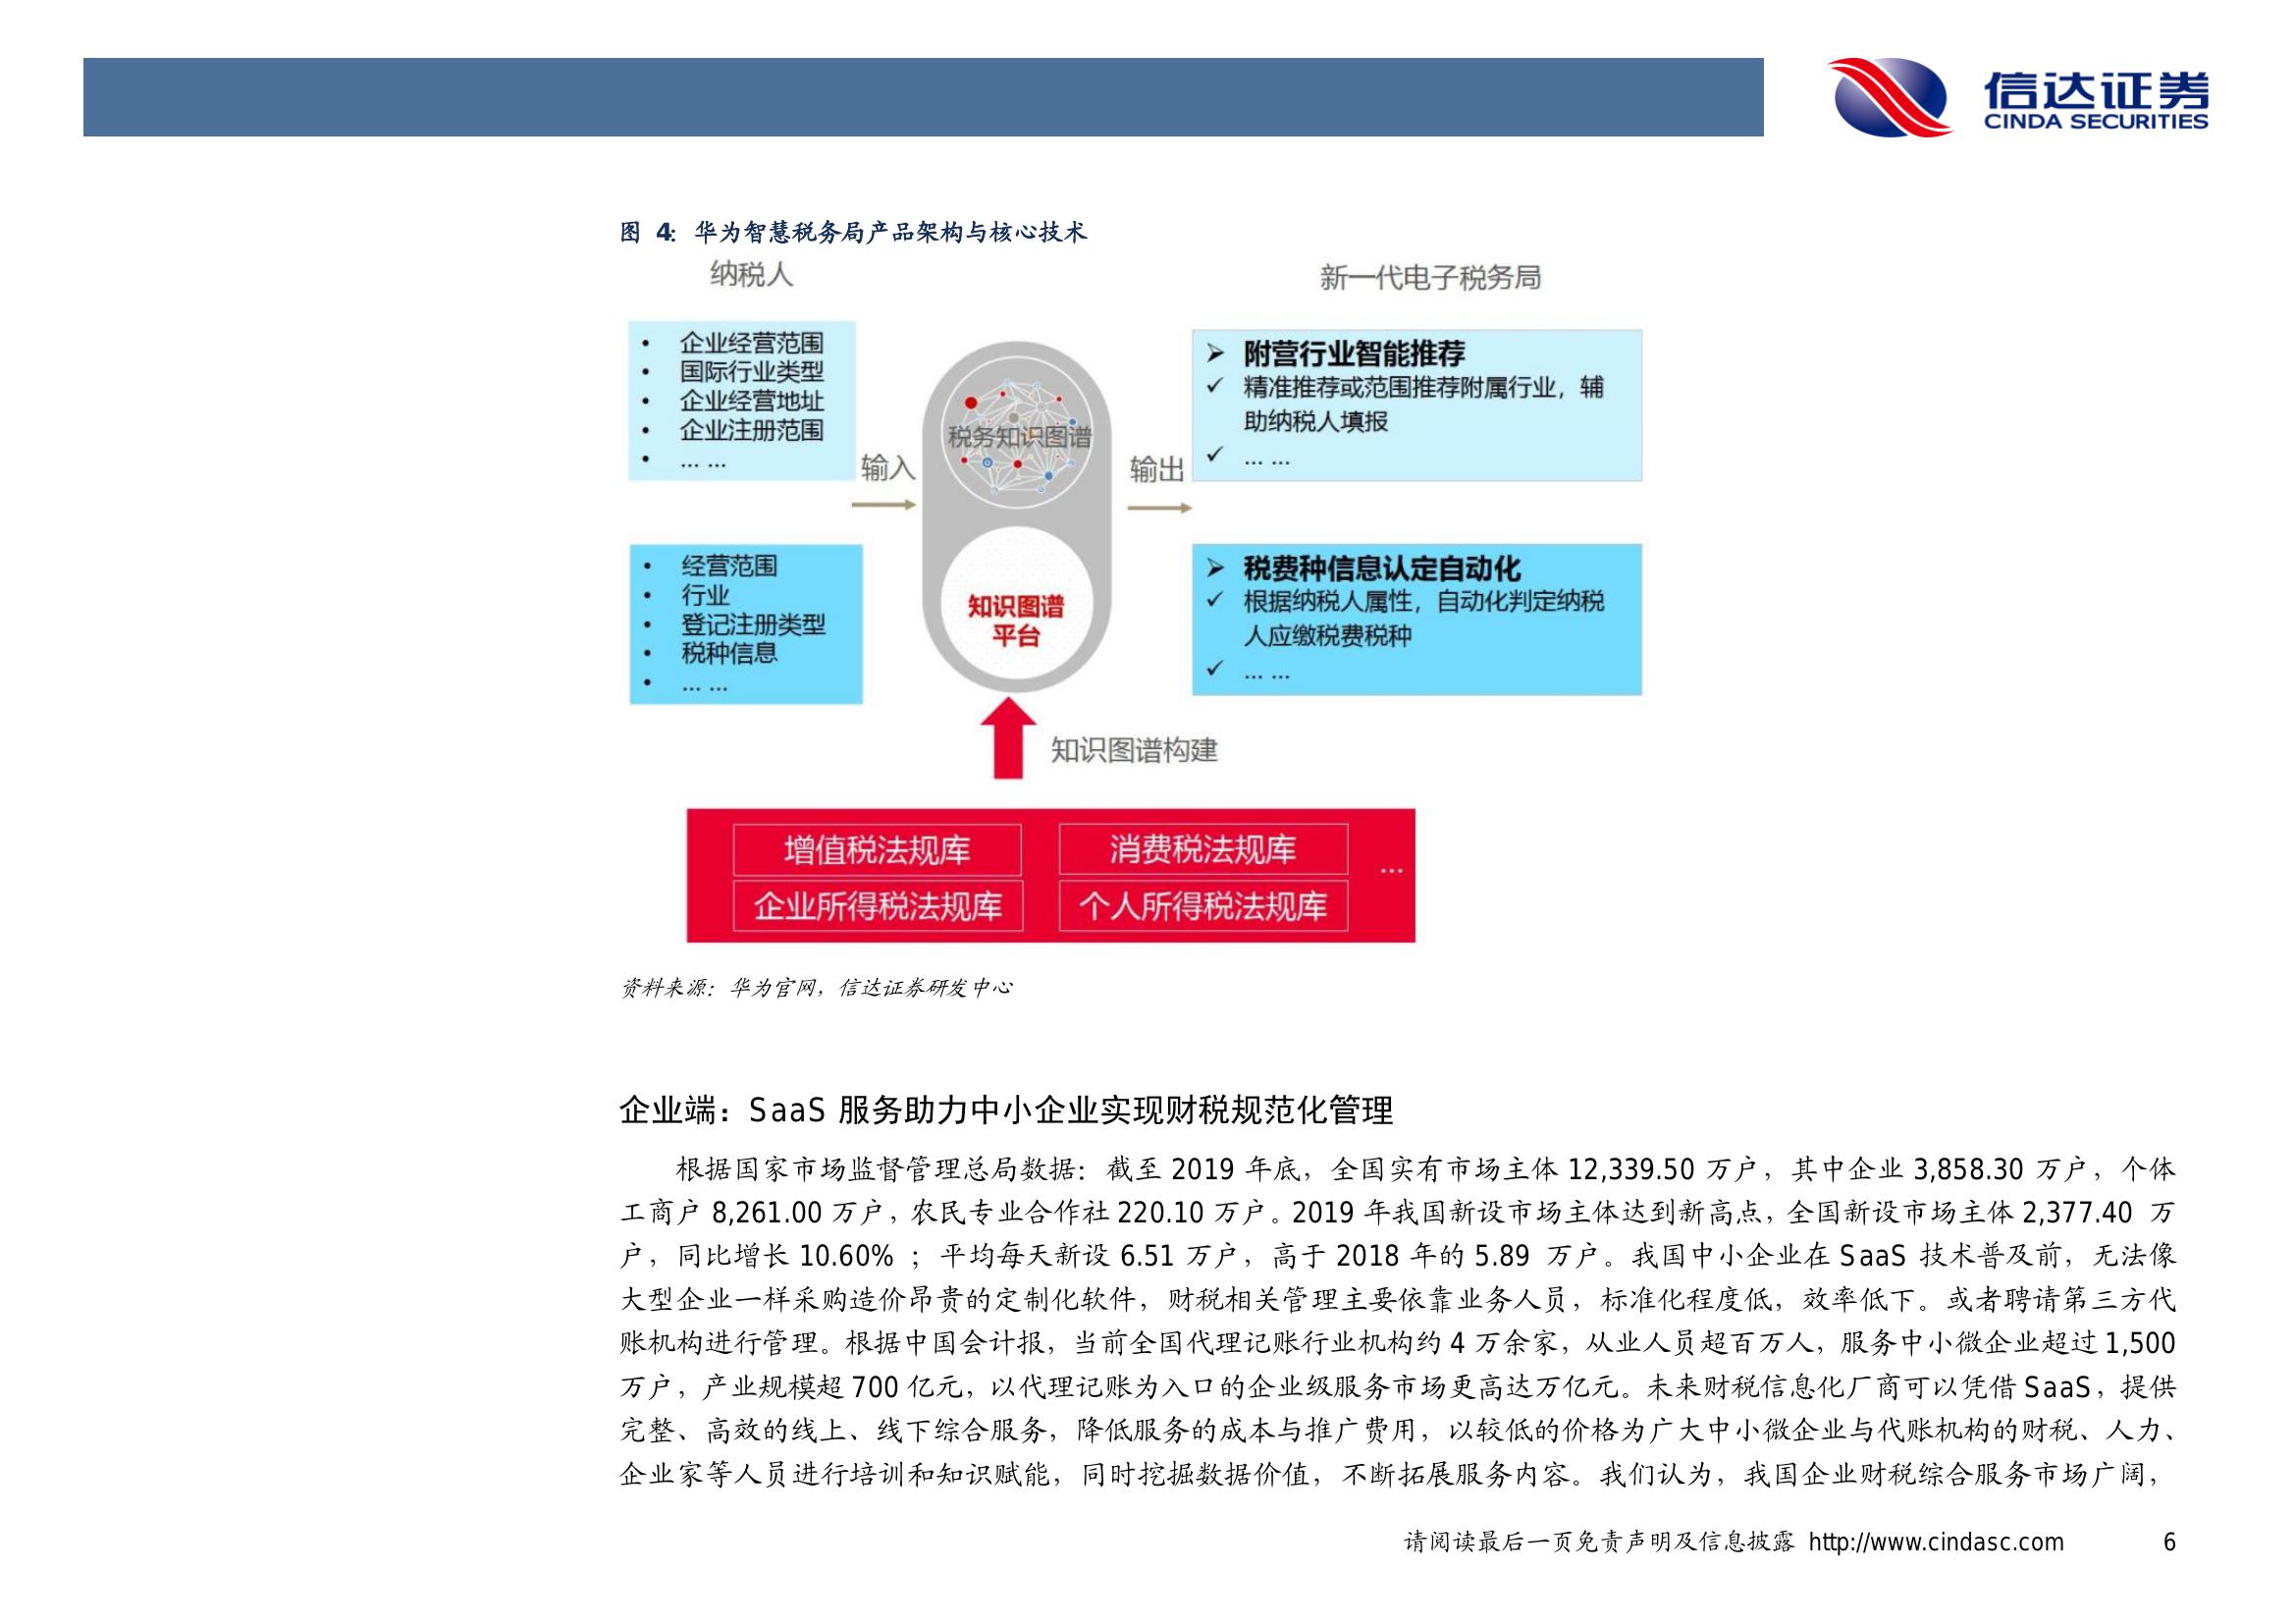 信达证券
CINDA SECURITIES
图 4: 华为智慧税务局产品架构与核心技术
纳税人
新一代电子税务局
• 企业经营范围
• 国际行业类型
• 企业经营地址
• 企业注册范围
• ... ...
输入
税务知识图谱
知识图谱
平台
输出
➢ 附营行业智能推荐
✓ 精准推荐或范围推荐附属行业，辅
助纳税人填报
✓ ... ...
• 经营范围
• 行业
• 登记注册类型
• 税种信息
• ... ...
➢ 税费种信息认定自动化
✓ 根据纳税人属性，自动化判定纳税
人应缴税费税种
✓ ... ...
知识图谱构建
增值税法规库
消费税法规库
...
企业所得税法规库
个人所得税法规库
资料来源：华为官网，信达证券研发中心
企业端：SaaS 服务助力中小企业实现财税规范化管理
根据国家市场监督管理总局数据：截至 2019 年底，全国实有市场主体 12,339.50 万户，其中企业 3,858.30 万户，个体
工商户 8,261.00 万户，农民专业合作社 220.10 万户。2019 年我国新设市场主体达到新高点，全国新设市场主体 2,377.40 万
户，同比增长 10.60% ；平均每天新设 6.51 万户，高于 2018 年的 5.89 万户。我国中小企业在 SaaS 技术普及前，无法像
大型企业一样采购造价昂贵的定制化软件，财税相关管理主要依靠业务人员，标准化程度低，效率低下。或者聘请第三方代
账机构进行管理。根据中国会计报，当前全国代理记账行业机构约 4 万余家，从业人员超百万人，服务中小微企业超过 1,500
万户，产业规模超 700 亿元，以代理记账为入口的企业级服务市场更高达万亿元。未来财税信息化厂商可以凭借 SaaS，提供
完整、高效的线上、线下综合服务，降低服务的成本与推广费用，以较低的价格为广大中小微企业与代账机构的财税、人力、
企业家等人员进行培训和知识赋能，同时挖掘数据价值，不断拓展服务内容。我们认为，我国企业财税综合服务市场广阔，
请阅读最后一页免责声明及信息披露 http://www.cindasc.com 6